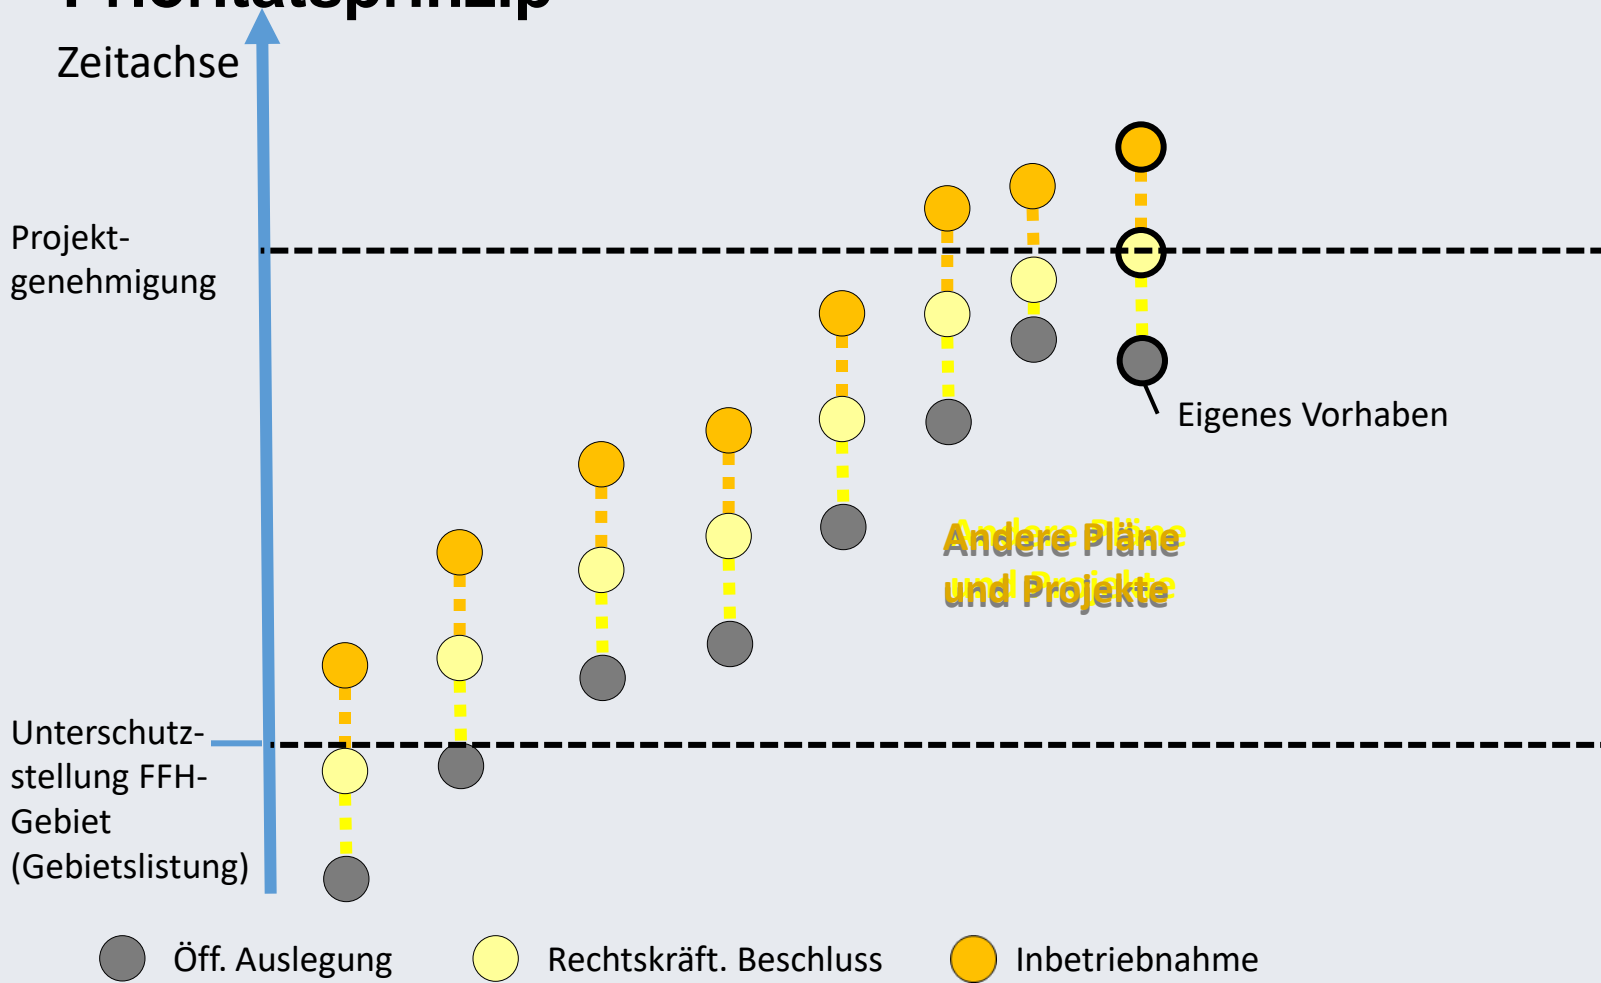 Prioritätsprinzip
Zeitachse
Projekt-
genehmigung
Eigenes Vorhaben
Andere Pläne
und Projekte
Unterschutz-
stellung FFH-
Gebiet
(Gebietslistung)
Öff. Auslegung
Rechtskräft. Beschluss
Inbetriebnahme